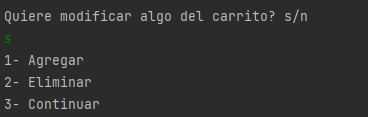 Quiere modificar algo del carrito? s/n
s
1- Agregar
2- Eliminar
3- Continuar